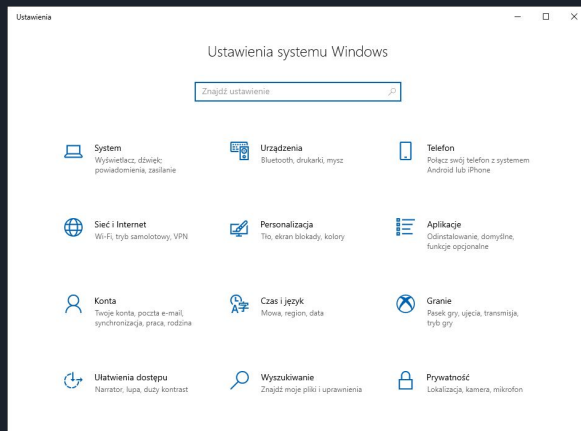 Ustawienia
Ustawienia systemu Windows
Znajdź ustawienie
System
Wyświetlacz, dźwięk;
powiadomienia, zasilanie
Urządzenia
Bluetooth, drukarki, mysz
Telefon
Połącz swój telefon z systemem
Android lub iPhone
Sieć i Internet
Wi-Fi, tryb samolotowy, VPN
Personalizacja
Tło, ekran blokady, kolory
Aplikacje
Odinstalowanie, domyślne,
funkcje opcjonalne
Konta
Twoje konta, poczta e-mail,
synchronizacja, praca, rodzina
Czas i język
Mowa, region, data
Granie
Pasek gry, ujęcia, transmisja,
tryb gry
Ułatwienia dostępu
Narrator, lupa, duży kontrast
Wyszukiwanie
Znajdź moje pliki i uprawnienia
Prywatność
Lokalizacja, kamera, mikrofon